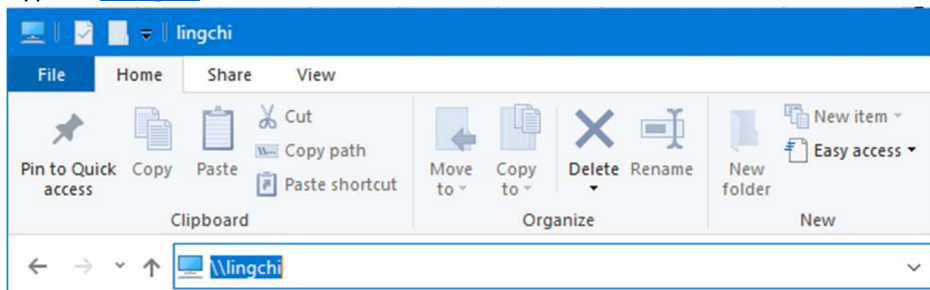 lingchi
File Home Share View
Cut
Copy path
Paste shortcut
Pin to Quick access
Copy
Paste
Move to
Copy to
Delete
Rename
New folder
New item
Easy access
Clipboard
Organize
New
\\lingchi